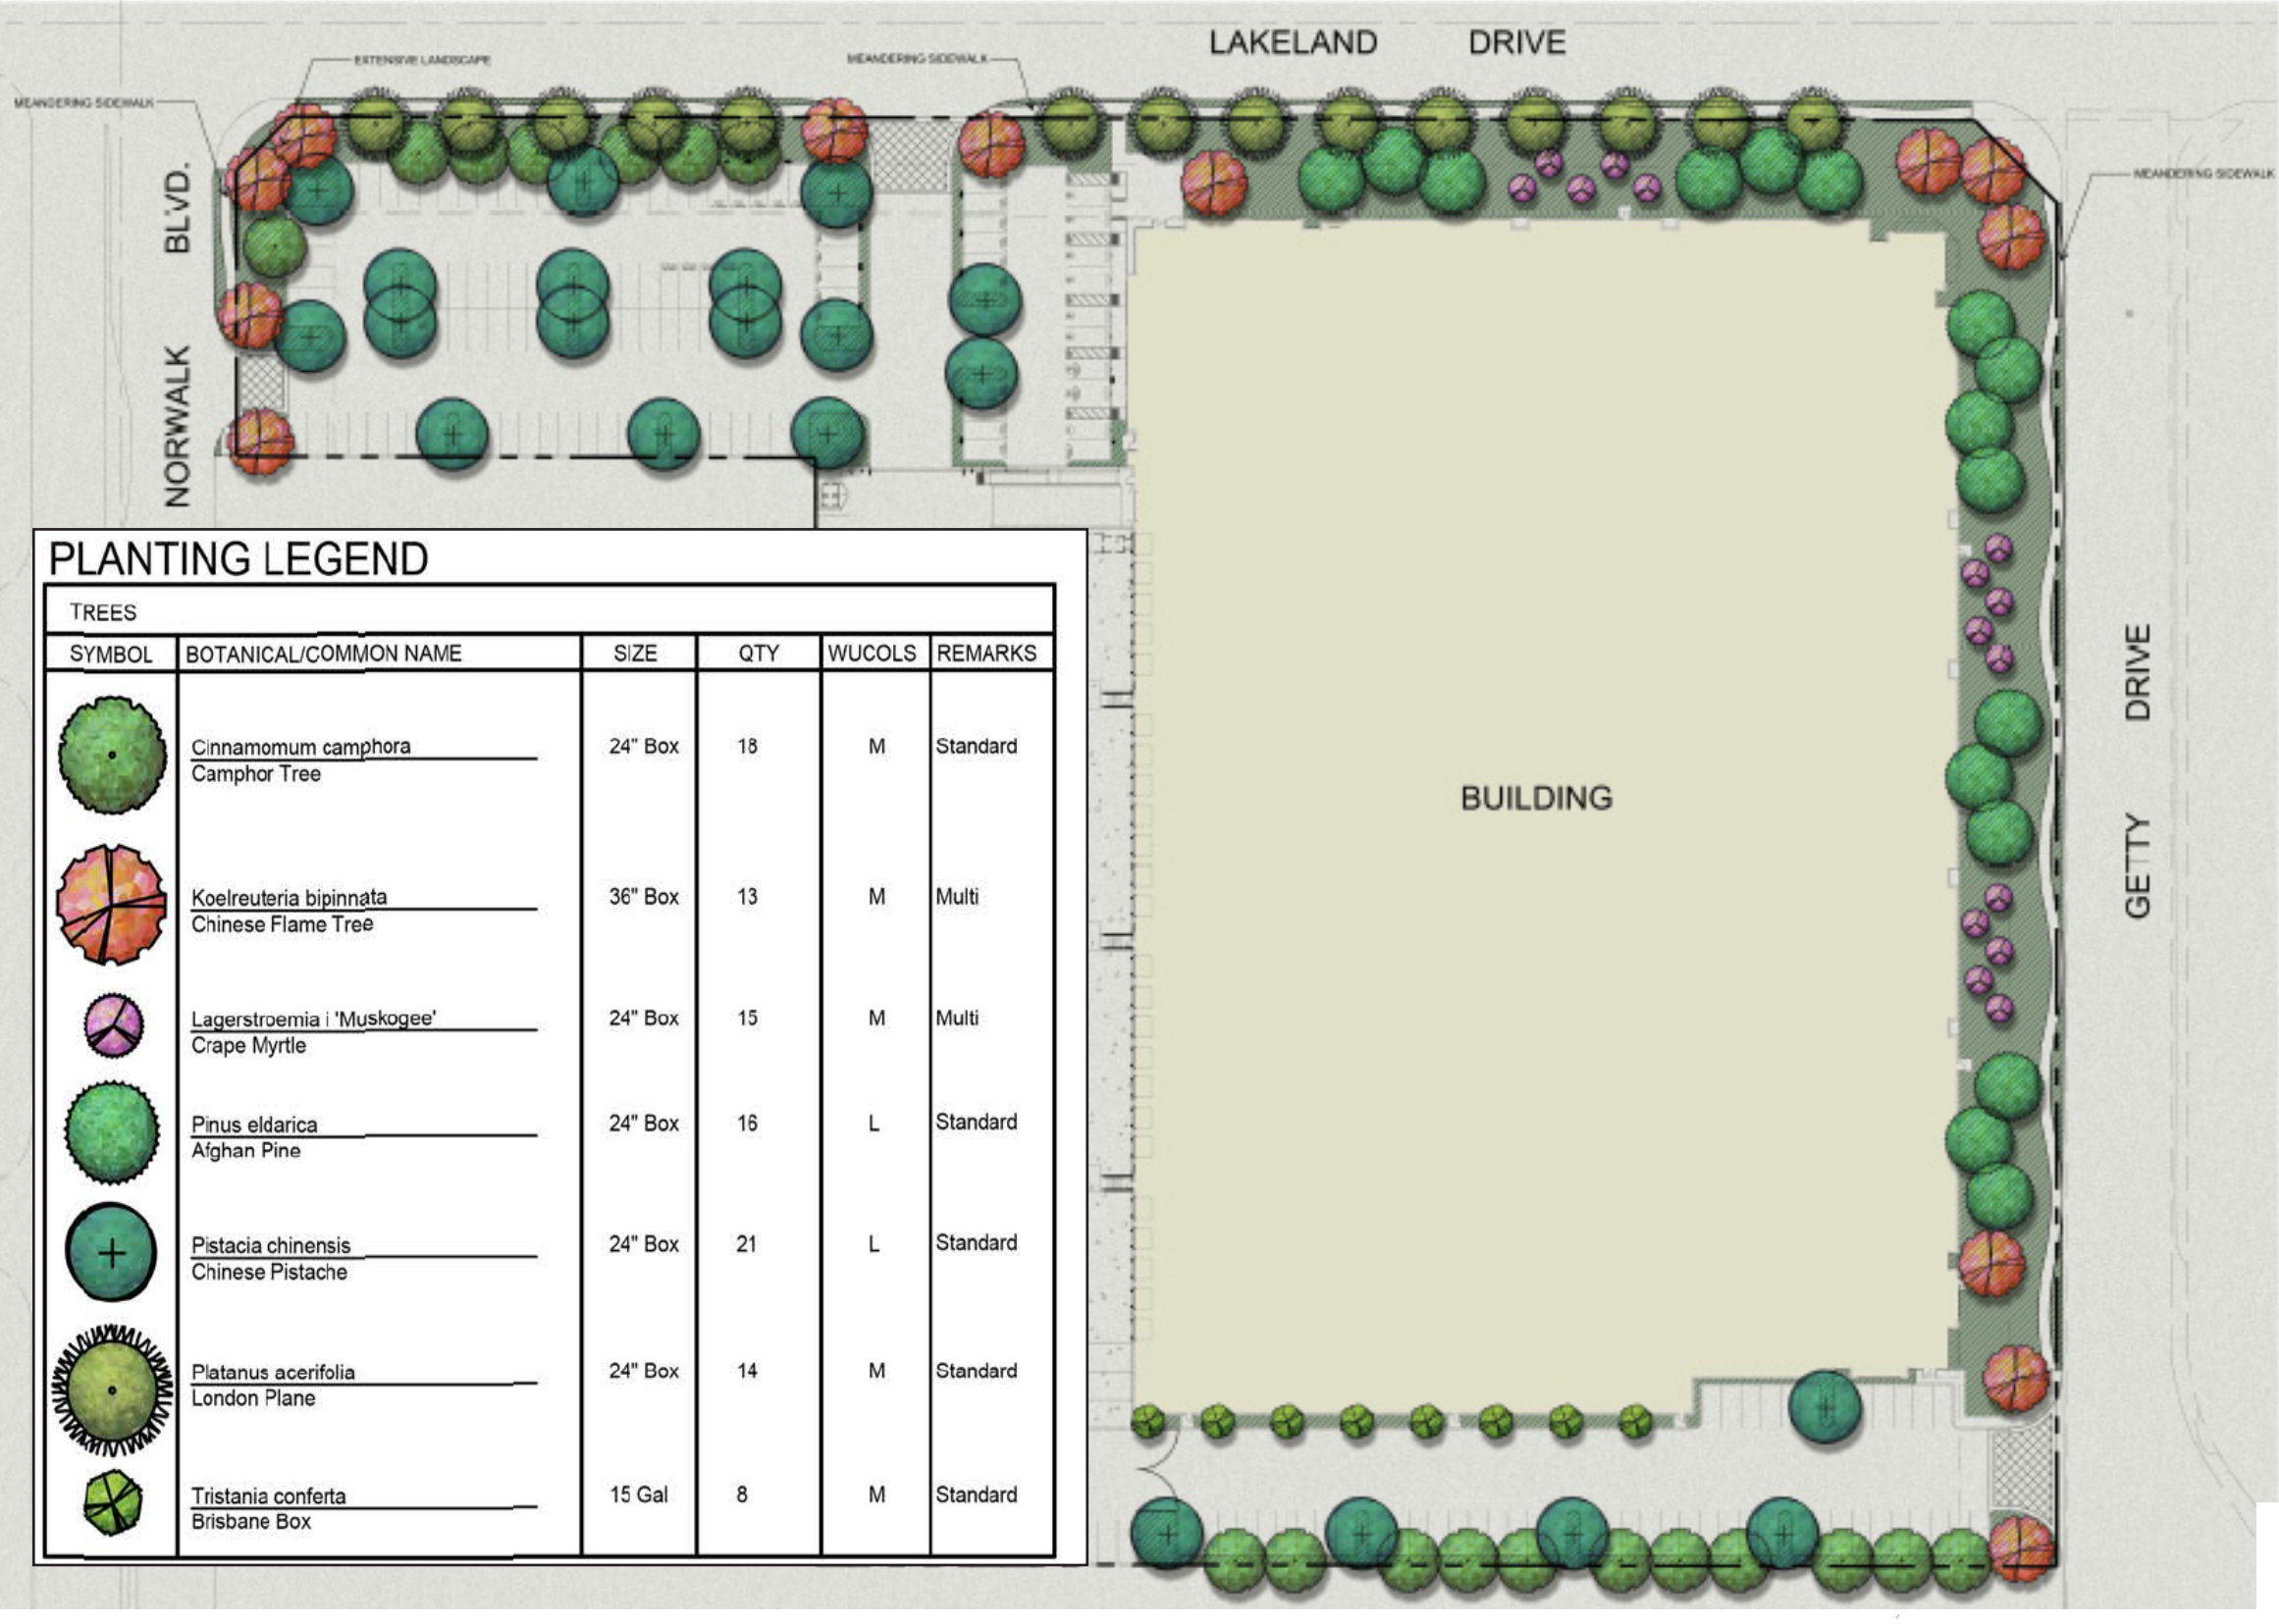 LAKELAND DRIVE
EXTENSIVE LANDSCAPE
MEANDERING SIDEWALK
MEANDERING SIDEWALK
MEANDERING SIDEWALK
NORWALK BLVD.
GETTY DRIVE
BUILDING
PLANTING LEGEND
TREES
SYMBOL BOTANICAL/COMMON NAME SIZE QTY WUCOLS REMARKS
Cinnamomum camphora 24" Box 18 M Standard
Camphor Tree
Koelreuteria bipinnata 36" Box 13 M Multi
Chinese Flame Tree
Lagerstroemia i 'Muskogee' 24" Box 15 M Multi
Crape Myrtle
Pinus eldarica 24" Box 16 L Standard
Afghan Pine
Pistacia chinensis 24" Box 21 L Standard
Chinese Pistache
Platanus acerifolia 24" Box 14 M Standard
London Plane
Tristania conferta 15 Gal 8 M Standard
Brisbane Box